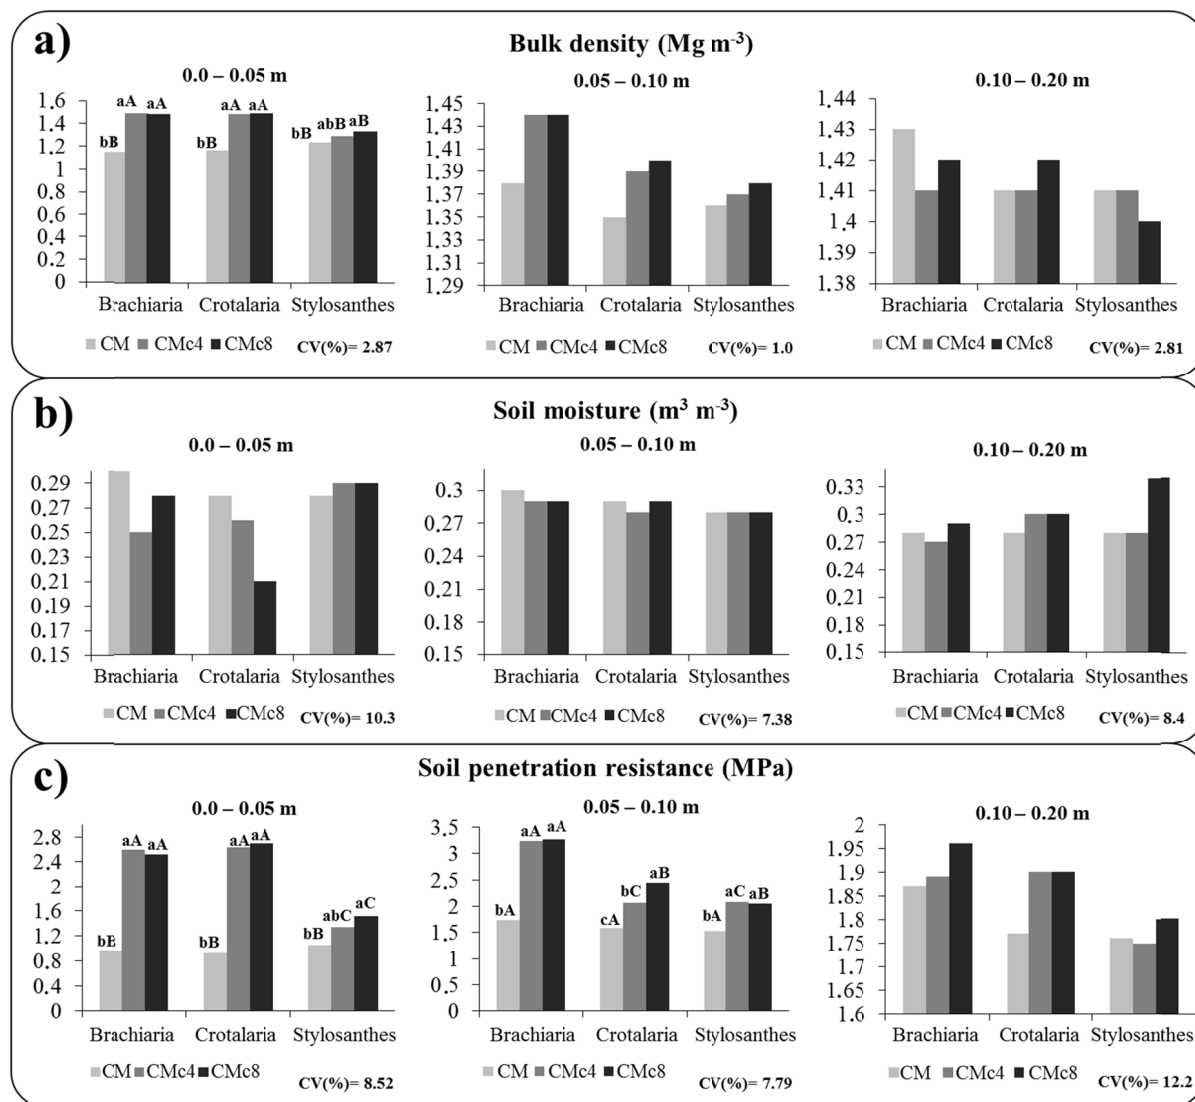 a)
Bulk density (Mg m⁻³)
0.0 – 0.05 m
1.6
1.4
1.2
1
0.8
0.6
0.4
0.2
0
bB aA aA bB aA aA bB abB aB
Brachiaria Crotalaria Stylosanthes
CM CMc4 CMc8 CV(%)= 2.87
0.05 – 0.10 m
1.45
1.43
1.41
1.39
1.37
1.35
1.33
1.31
1.29
Brachiaria Crotalaria Stylosanthes
CM CMc4 CMc8 CV(%)= 1.0
0.10 – 0.20 m
1.44
1.43
1.42
1.41
1.4
1.39
1.38
Brachiaria Crotalaria Stylosanthes
CM CMc4 CMc8 CV(%)= 2.81
b)
Soil moisture (m³ m⁻³)
0.0 – 0.05 m
0.29
0.27
0.25
0.23
0.21
0.19
0.17
0.15
Brachiaria Crotalaria Stylosanthes
CM CMc4 CMc8 CV(%)= 10.3
0.05 – 0.10 m
0.3
0.27
0.24
0.21
0.18
0.15
Brachiaria Crotalaria Stylosanthes
CM CMc4 CMc8 CV(%)= 7.38
0.10 – 0.20 m
0.33
0.3
0.27
0.24
0.21
0.18
0.15
Brachiaria Crotalaria Stylosanthes
CM CMc4 CMc8 CV(%)= 8.4
c)
Soil penetration resistance (MPa)
0.0 – 0.05 m
2.8
2.4
2
1.6
1.2
0.8
0.4
0
bB aA aA bB aA aA bB abC aC
Brachiaria Crotalaria Stylosanthes
CM CMc4 CMc8 CV(%)= 8.52
0.05 – 0.10 m
3.5
3
2.5
2
1.5
1
0.5
0
bA aA aA cA bC aB bA aC aB
Brachiaria Crotalaria Stylosanthes
CM CMc4 CMc8 CV(%)= 7.79
0.10 – 0.20 m
2
1.95
1.9
1.85
1.8
1.75
1.7
1.65
1.6
Brachiaria Crotalaria Stylosanthes
CM CMc4 CMc8 CV(%)= 12.2